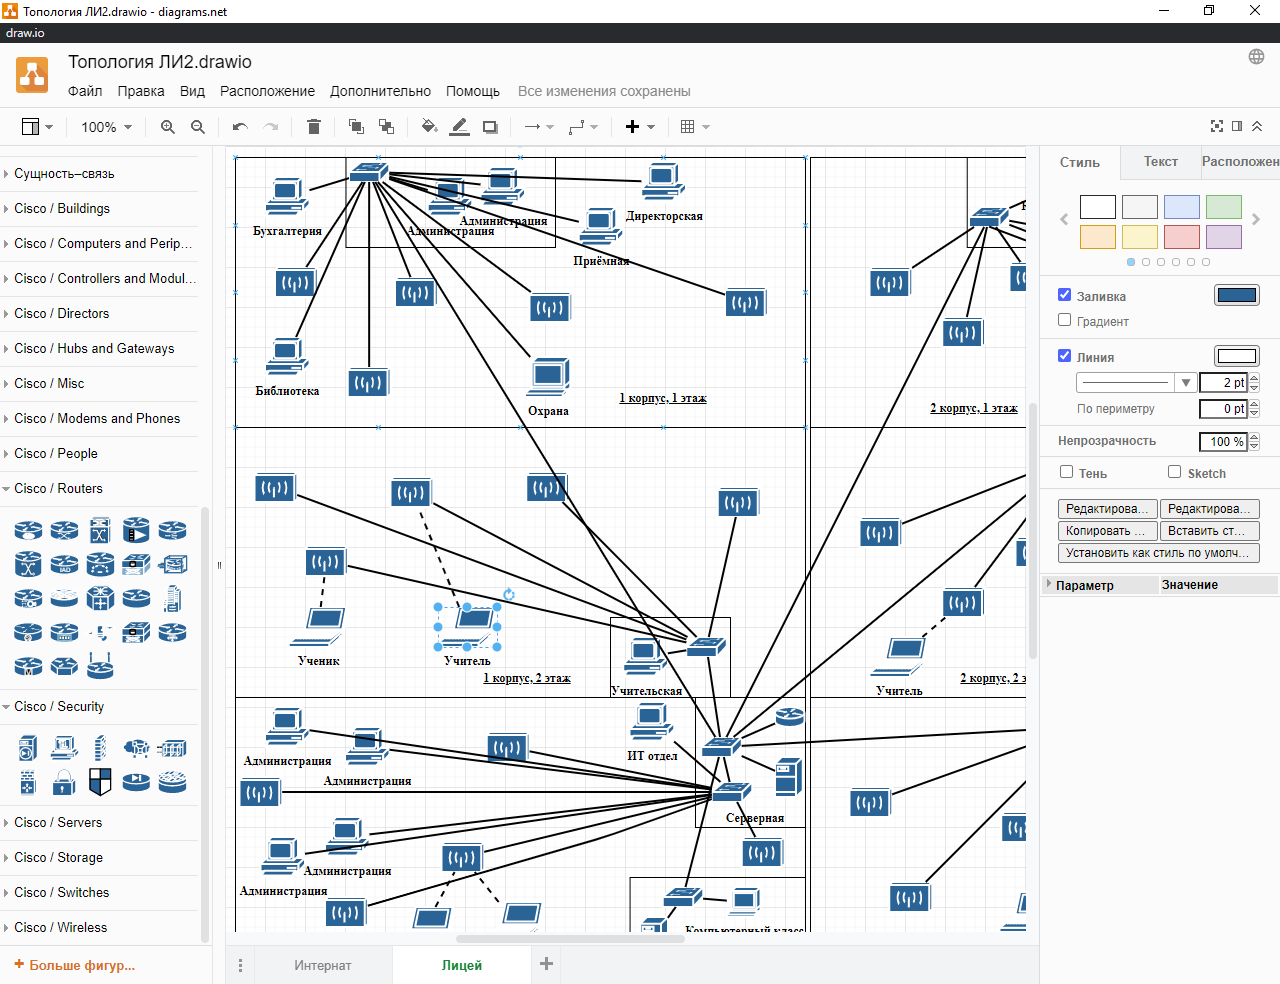 Топология ЛИ2.drawio - diagrams.net
draw.io
Топология ЛИ2.drawio
Файл Правка Вид Расположение Дополнительно Помощь Все изменения сохранены
100%
Сущность–связь
Cisco / Buildings
Cisco / Computers and Perip...
Cisco / Controllers and Modul...
Cisco / Directors
Cisco / Hubs and Gateways
Cisco / Misc
Cisco / Modems and Phones
Cisco / People
Cisco / Routers
Cisco / Security
Cisco / Servers
Cisco / Storage
Cisco / Switches
Cisco / Wireless
Больше фигур...
Бухгалтерия
Администрация
Администрация
Директорская
Приёмная
Библиотека
Охрана
1 корпус, 1 этаж
2 корпус, 1 этаж
Ученик
Учитель
1 корпус, 2 этаж
Учительская
Учитель
2 корпус, 2 э
ИТ отдел
Администрация
Администрация
Серверная
Администрация
Администрация
Компьютерный класс
Интернат
Лицей
Стиль Текст Расположен
Заливка
Градиент
Линия
2 pt
По периметру 0 pt
Непрозрачность 100 %
Тень Sketch
Редактирова... Редактирова...
Копировать ... Вставить ст...
Установить как стиль по умолч...
Параметр Значение